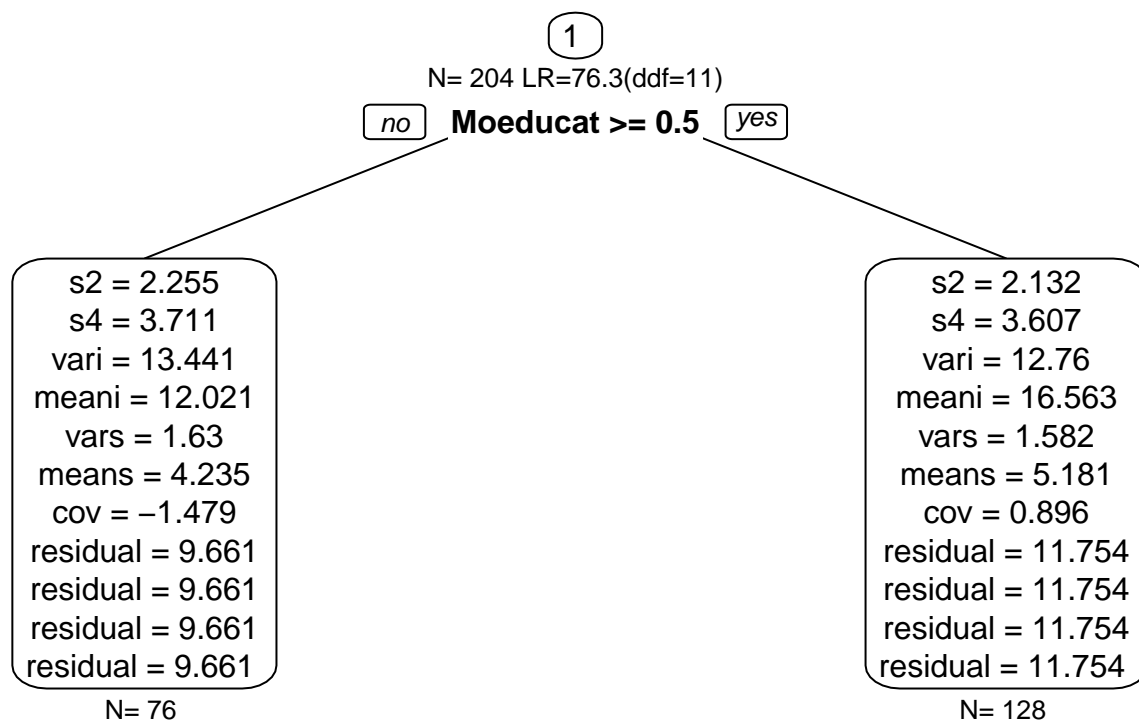 1
N= 204 LR=76.3(ddf=11)
no Moeducat >= 0.5 yes
s2 = 2.255
s4 = 3.711
vari = 13.441
meani = 12.021
vars = 1.63
means = 4.235
cov = −1.479
residual = 9.661
residual = 9.661
residual = 9.661
residual = 9.661
N= 76
s2 = 2.132
s4 = 3.607
vari = 12.76
meani = 16.563
vars = 1.582
means = 5.181
cov = 0.896
residual = 11.754
residual = 11.754
residual = 11.754
residual = 11.754
N= 128